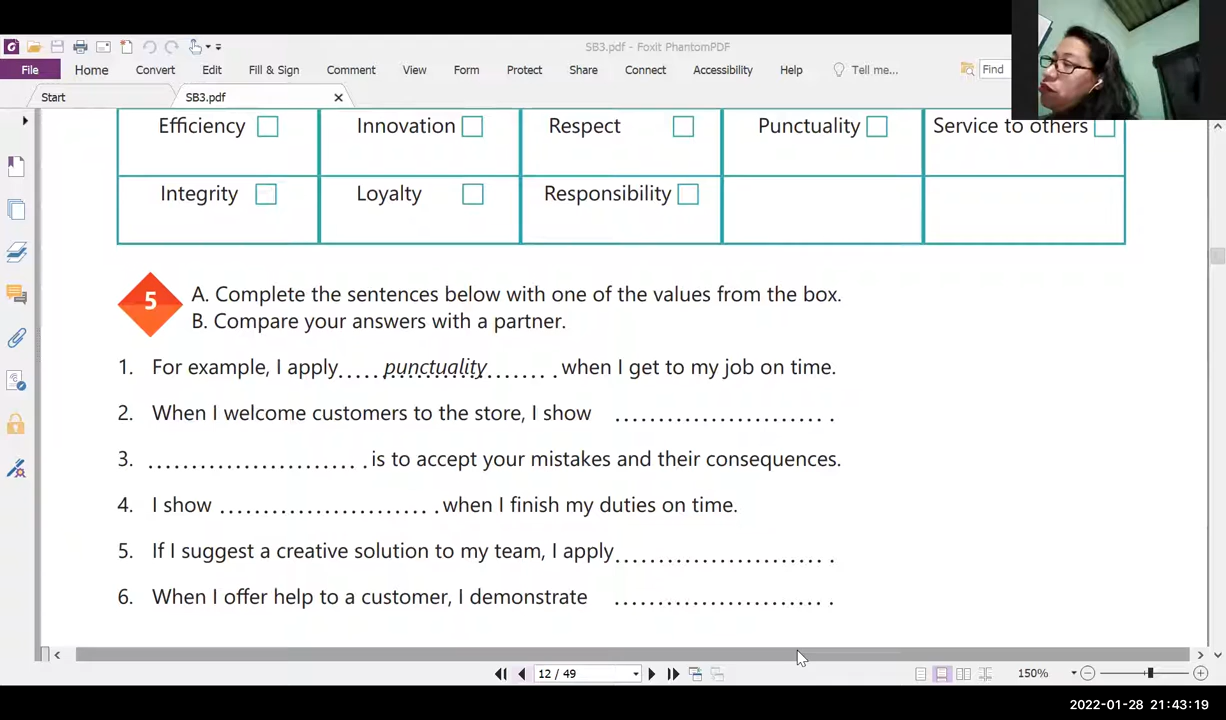 SB3.pdf - Foxit PhantomPDF
File Home Convert Edit Fill & Sign Comment View Form Protect Share Connect Accessibility Help Tell me... Find
Start SB3.pdf
Efficiency Innovation Respect Punctuality Service to others
Integrity Loyalty Responsibility
5
A. Complete the sentences below with one of the values from the box.
B. Compare your answers with a partner.
1. For example, I apply.....punctuality....... .when I get to my job on time.
2. When I welcome customers to the store, I show ........................ .
3. ........................ .is to accept your mistakes and their consequences.
4. I show ........................ .when I finish my duties on time.
5. If I suggest a creative solution to my team, I apply........................ .
6. When I offer help to a customer, I demonstrate ........................ .
12 / 49
150%
2022-01-28 21:43:19